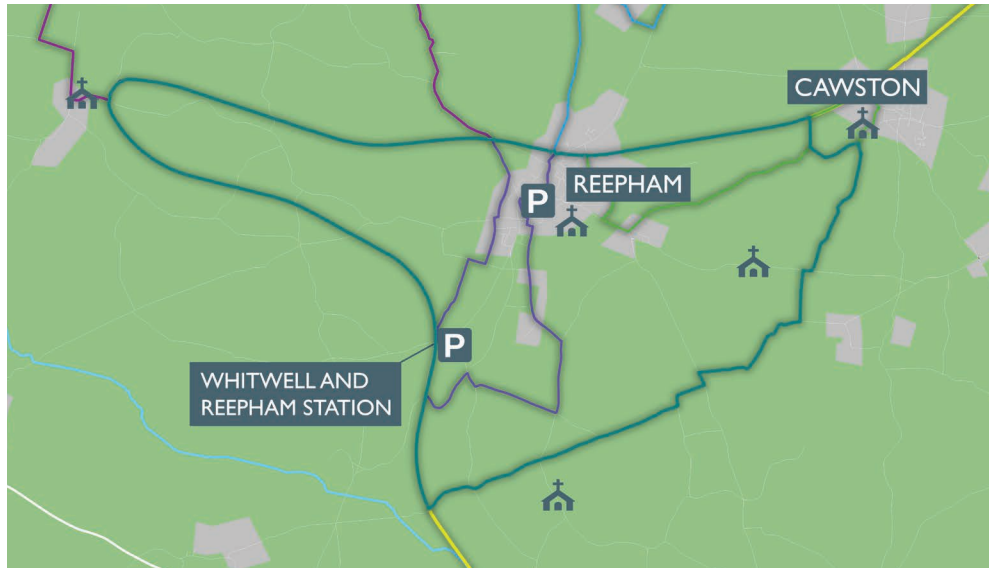 CAWSTON
REEPHAM
P
P
WHITWELL AND
REEPHAM STATION